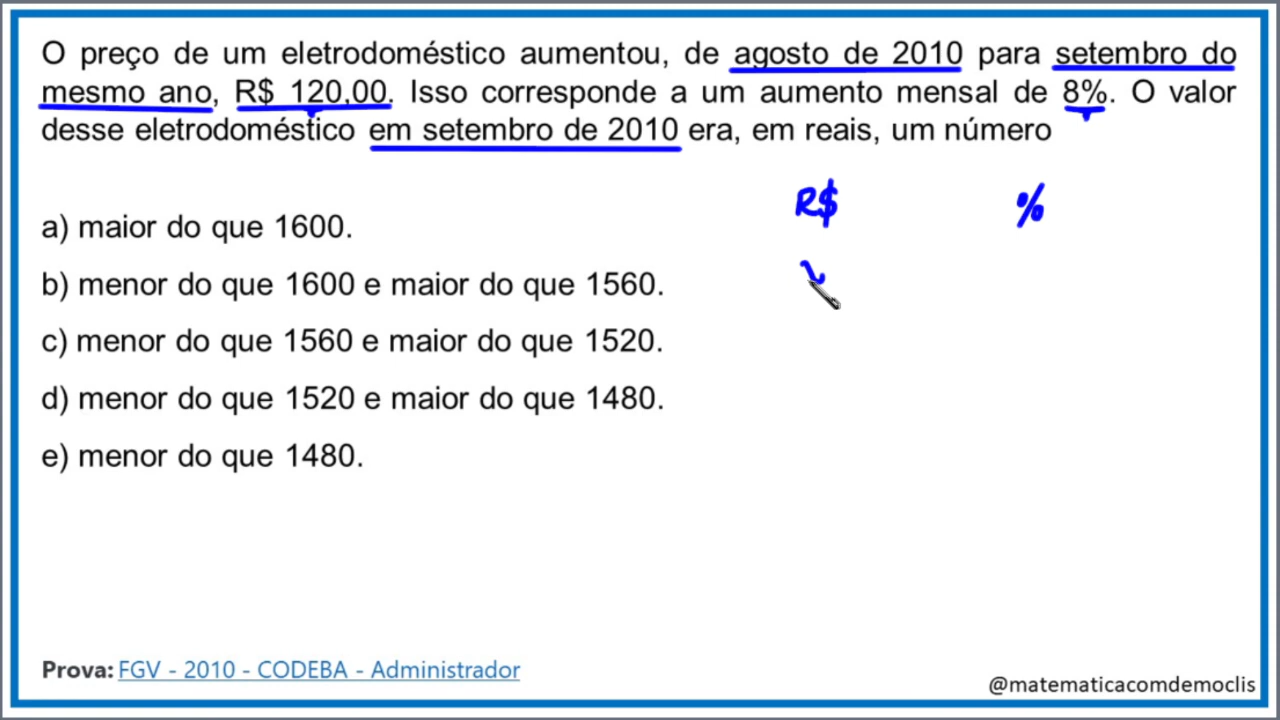 O preço de um eletrodoméstico aumentou, de agosto de 2010 para setembro do
mesmo ano, R$ 120,00. Isso corresponde a um aumento mensal de 8%. O valor
desse eletrodoméstico em setembro de 2010 era, em reais, um número
R$ %
a) maior do que 1600.
b) menor do que 1600 e maior do que 1560.
c) menor do que 1560 e maior do que 1520.
d) menor do que 1520 e maior do que 1480.
e) menor do que 1480.
Prova: FGV - 2010 - CODEBA - Administrador
@matematicacomdemoclis